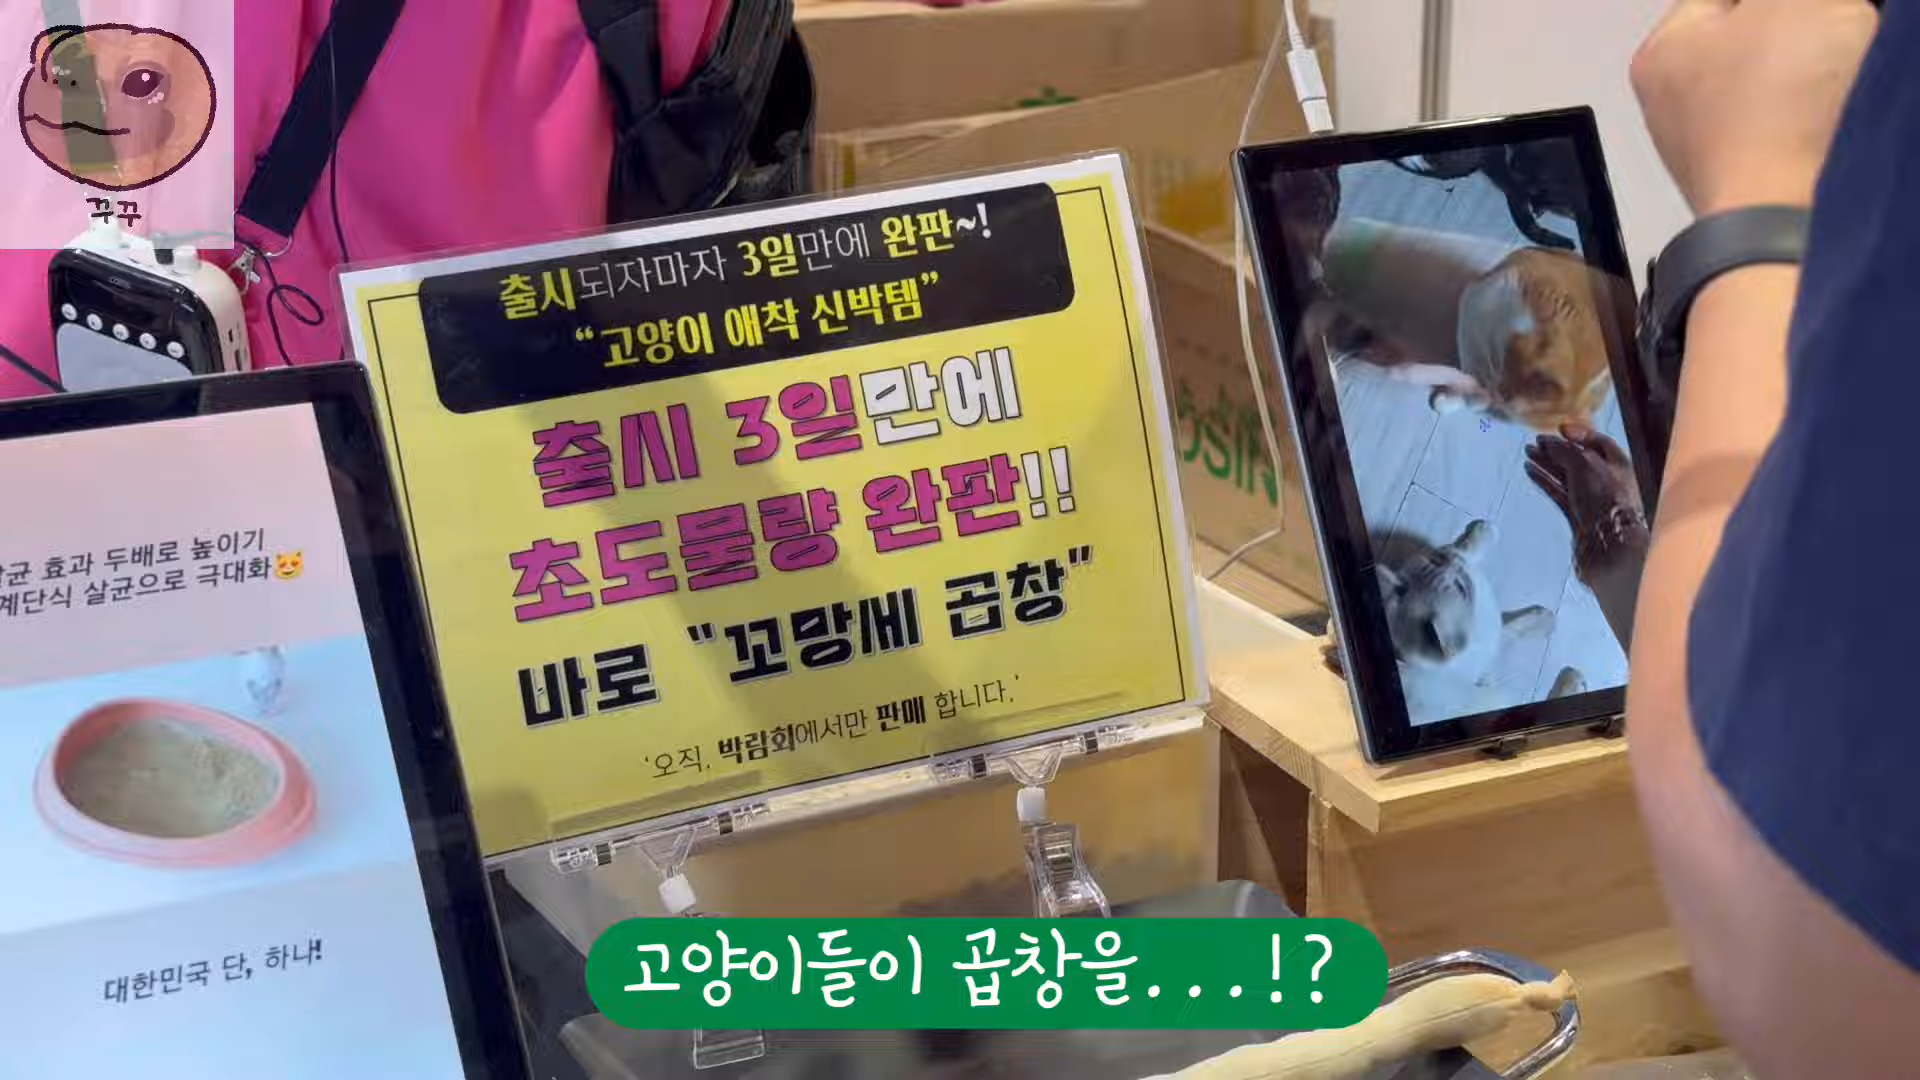 꾸꾸
출시되자마자 3일만에 완판~!
“고양이 애착 신박템”
출시 3일만에
초도물량 완판!!
바로 "꼬망세 곱창"
'오직, 박람회에서만 판매 합니다.'
살균 효과 두배로 높이기
계단식 살균으로 극대화😻
대한민국 단, 하나!
고양이들이 곱창을...!?